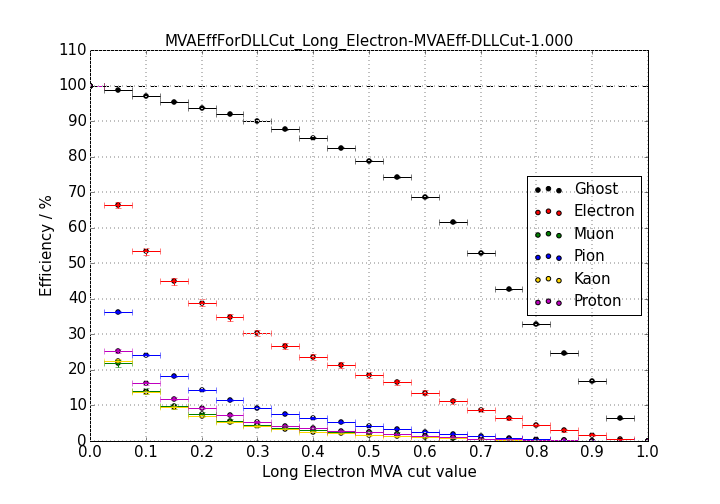 MVAEffForDLLCut_Long_Electron-MVAEff-DLLCut-1.000
110
100
90
80
70
60
50
40
30
20
10
0
Efficiency / %
Ghost
Electron
Muon
Pion
Kaon
Proton
0.0 0.1 0.2 0.3 0.4 0.5 0.6 0.7 0.8 0.9 1.0
Long Electron MVA cut value